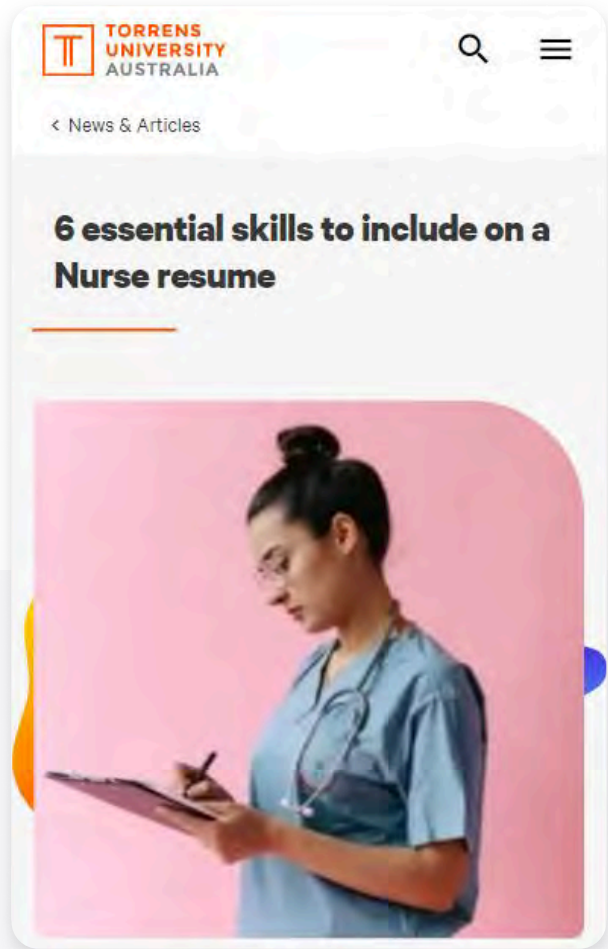 TORRENS
UNIVERSITY
AUSTRALIA
< News & Articles
6 essential skills to include on a
Nurse resume